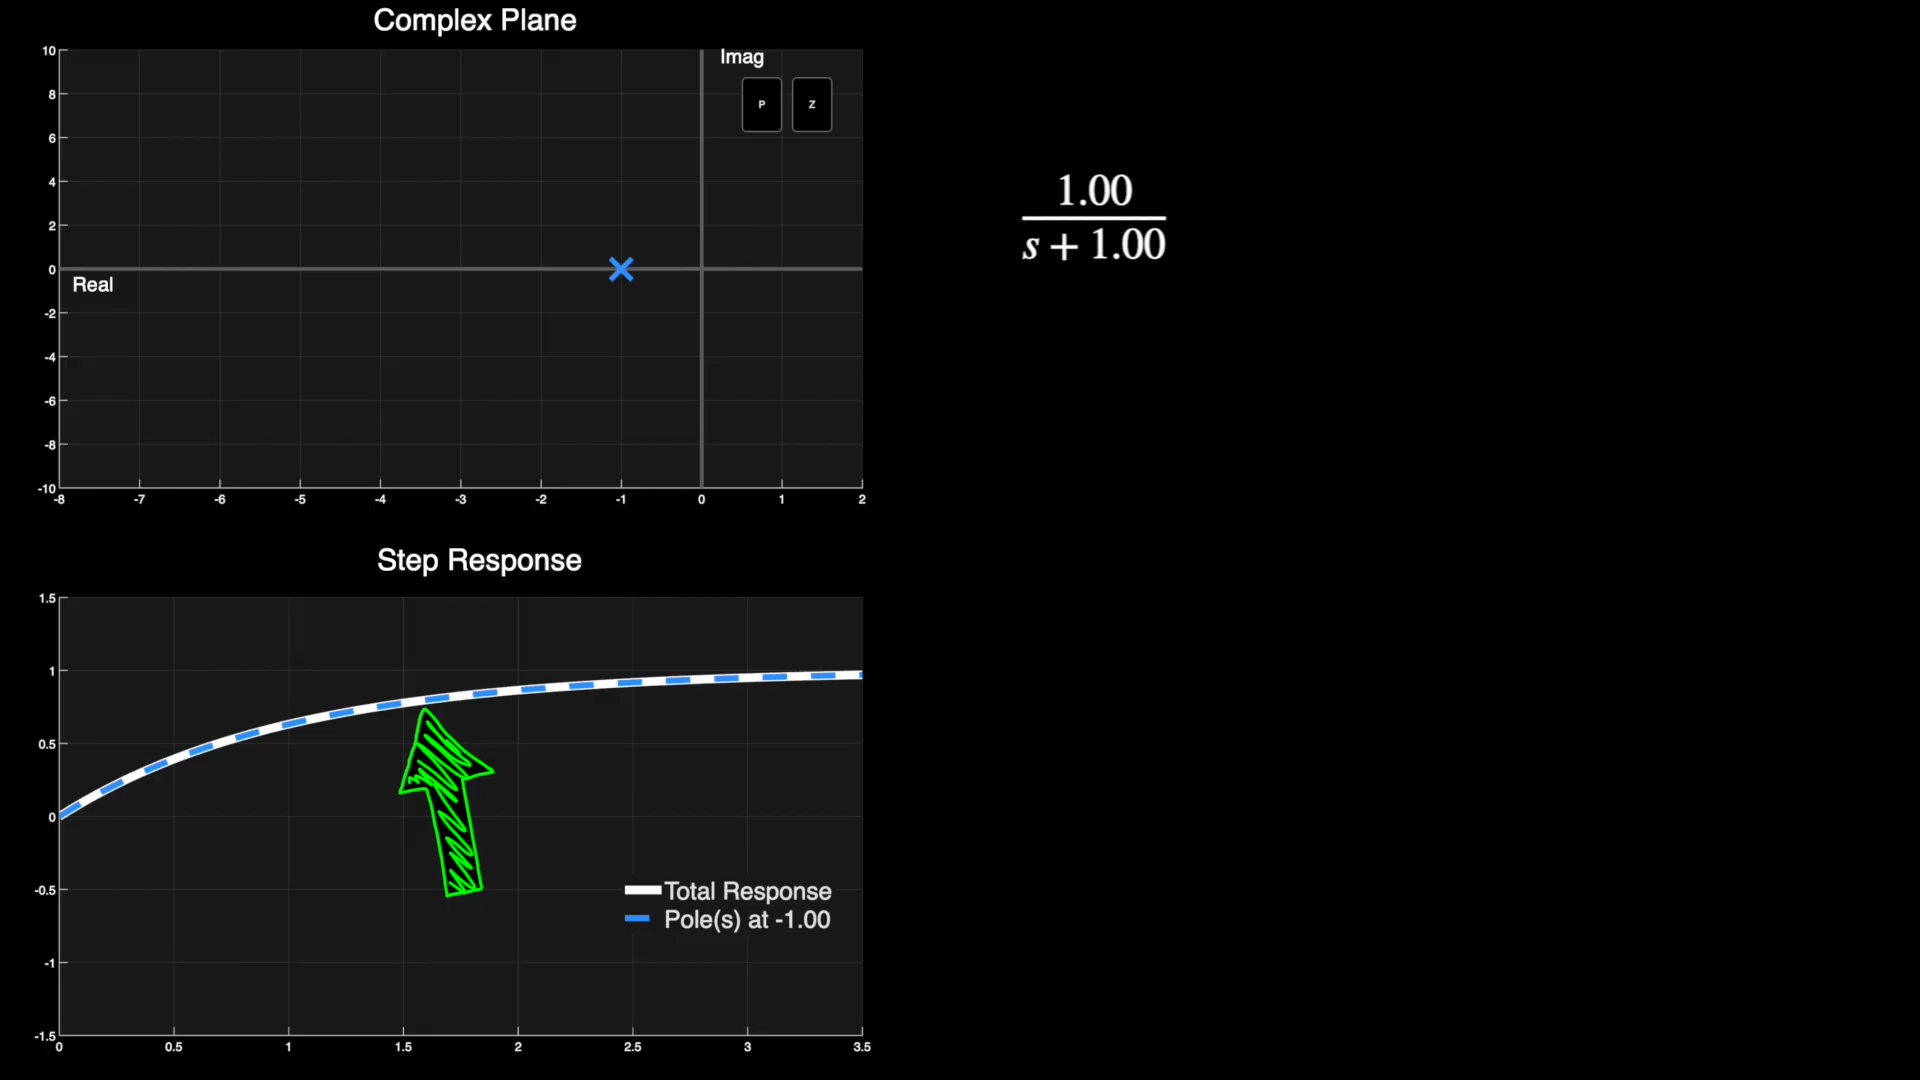 Complex Plane
Imag
P Z
10
8
6
4
2
0
-2
-4
-6
-8
-10
Real
-8 -7 -6 -5 -4 -3 -2 -1 0 1 2
1.00
s + 1.00
Step Response
1.5
1
0.5
0
-0.5
-1
-1.5
Total Response
Pole(s) at -1.00
0 0.5 1 1.5 2 2.5 3 3.5